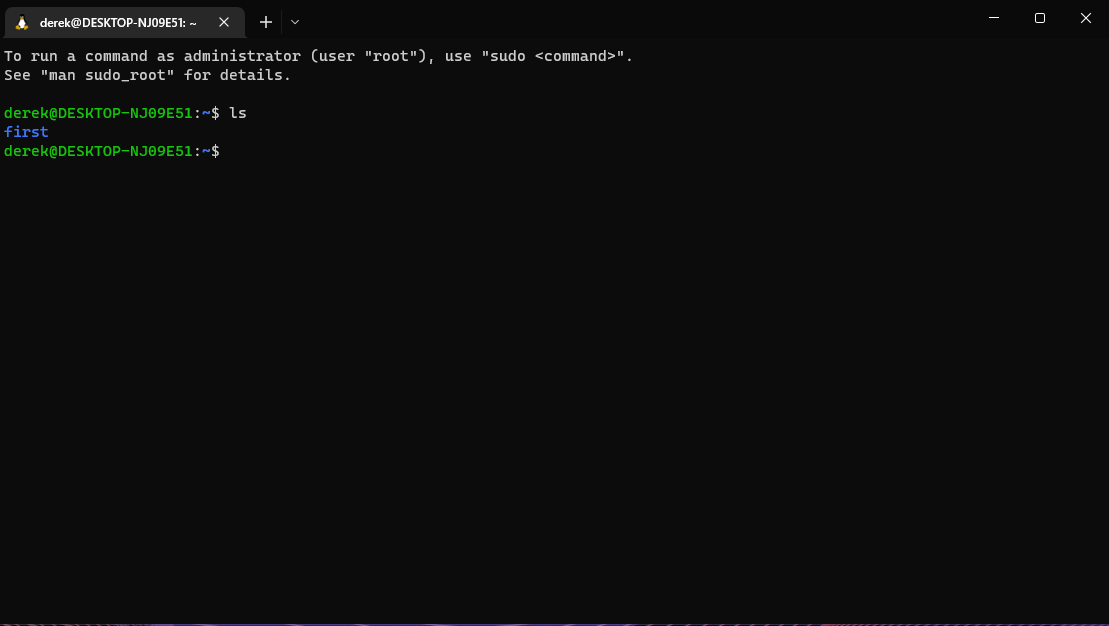 derek@DESKTOP-NJ09E51: ~
To run a command as administrator (user "root"), use "sudo <command>".
See "man sudo_root" for details.
derek@DESKTOP-NJ09E51:~$ ls
first
derek@DESKTOP-NJ09E51:~$